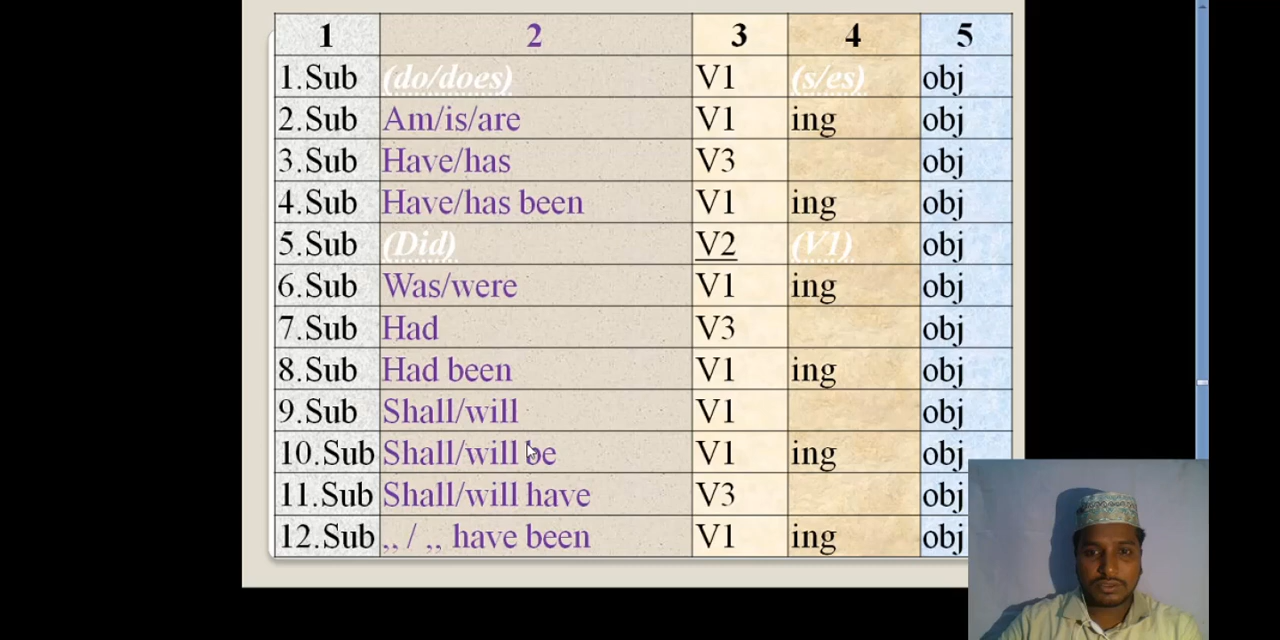 1 2 3 4 5
1.Sub (do/does) V1 (s/es) obj
2.Sub Am/is/are V1 ing obj
3.Sub Have/has V3 obj
4.Sub Have/has been V1 ing obj
5.Sub (Did) V2 (V1) obj
6.Sub Was/were V1 ing obj
7.Sub Had V3 obj
8.Sub Had been V1 ing obj
9.Sub Shall/will V1 obj
10.Sub Shall/will be V1 ing obj
11.Sub Shall/will have V3 obj
12.Sub ,, / ,, have been V1 ing obj